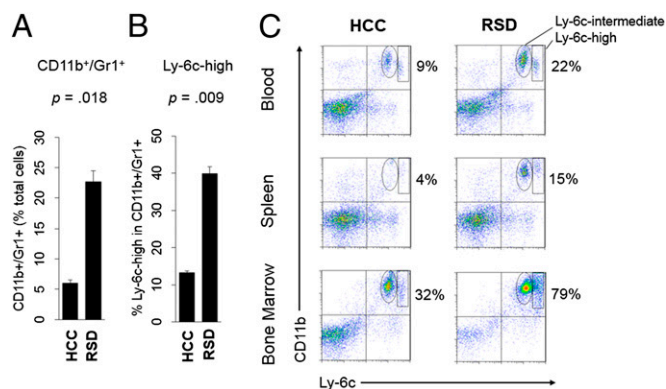 A
CD11b⁺/Gr1⁺
p = .018
CD11b+/Gr1+ (% total cells)
30
25
20
15
10
5
0
HCC
RSD
B
Ly-6c-high
p = .009
% Ly-6c-high in CD11b+/Gr1+
50
40
30
20
10
0
HCC
RSD
C
HCC
RSD
Ly-6c-intermediate
Ly-6c-high
Blood
9%
22%
Spleen
4%
15%
Bone Marrow
32%
79%
CD11b
Ly-6c